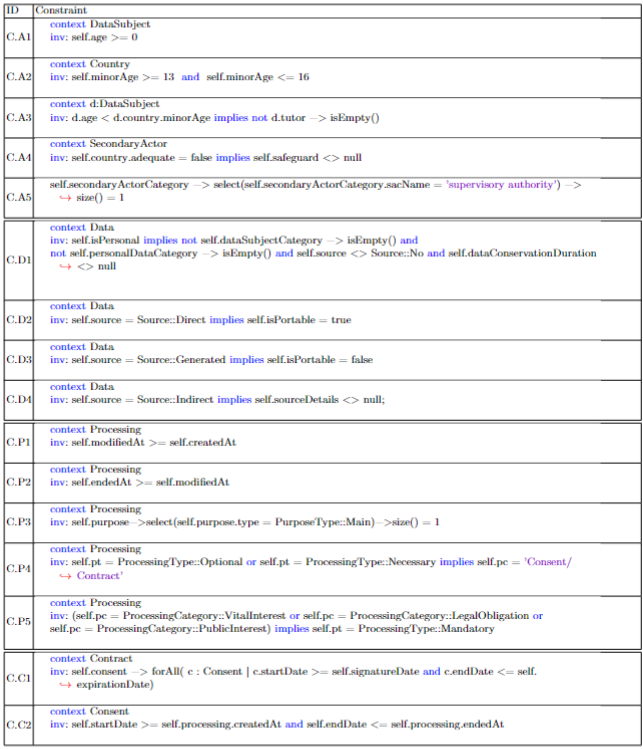 ID Constraint
context DataSubject
C.A1 inv: self.age >= 0
context Country
C.A2 inv: self.minorAge >= 13 and self.minorAge <= 16
context d:DataSubject
C.A3 inv: d.age < d.country.minorAge implies not d.tutor −> isEmpty()
context SecondaryActor
C.A4 inv: self.country.adequate = false implies self.safeguard <> null
self.secondaryActorCategory −> select(self.secondaryActorCategory.sacName = 'supervisory authority') −>
C.A5 ↪ size() = 1
context Data
inv: self.isPersonal implies not self.dataSubjectCategory −> isEmpty() and
C.D1 not self.personalDataCategory −> isEmpty() and self.source <> Source::No and self.dataConservationDuration
↪ <> null
context Data
C.D2 inv: self.source = Source::Direct implies self.isPortable = true
context Data
C.D3 inv: self.source = Source::Generated implies self.isPortable = false
context Data
C.D4 inv: self.source = Source::Indirect implies self.sourceDetails <> null;
context Processing
C.P1 inv: self.modifiedAt >= self.createdAt
context Processing
C.P2 inv: self.endedAt >= self.modifiedAt
context Processing
C.P3 inv: self.purpose−>select(self.purpose.type = PurposeType::Main)−>size() = 1
context Processing
C.P4 inv: self.pt = ProcessingType::Optional or self.pt = ProcessingType::Necessary implies self.pc = 'Consent/
↪ Contract'
context Processing
C.P5 inv: (self.pc = ProcessingCategory::VitalInterest or self.pc = ProcessingCategory::LegalObligation or
self.pc = ProcessingCategory::PublicInterest) implies self.pt = ProcessingType::Mandatory
context Contract
C.C1 inv: self.consent −> forAll( c : Consent | c.startDate >= self.signatureDate and c.endDate <= self.
↪ expirationDate)
context Consent
C.C2 inv: self.startDate >= self.processing.createdAt and self.endDate <= self.processing.endedAt